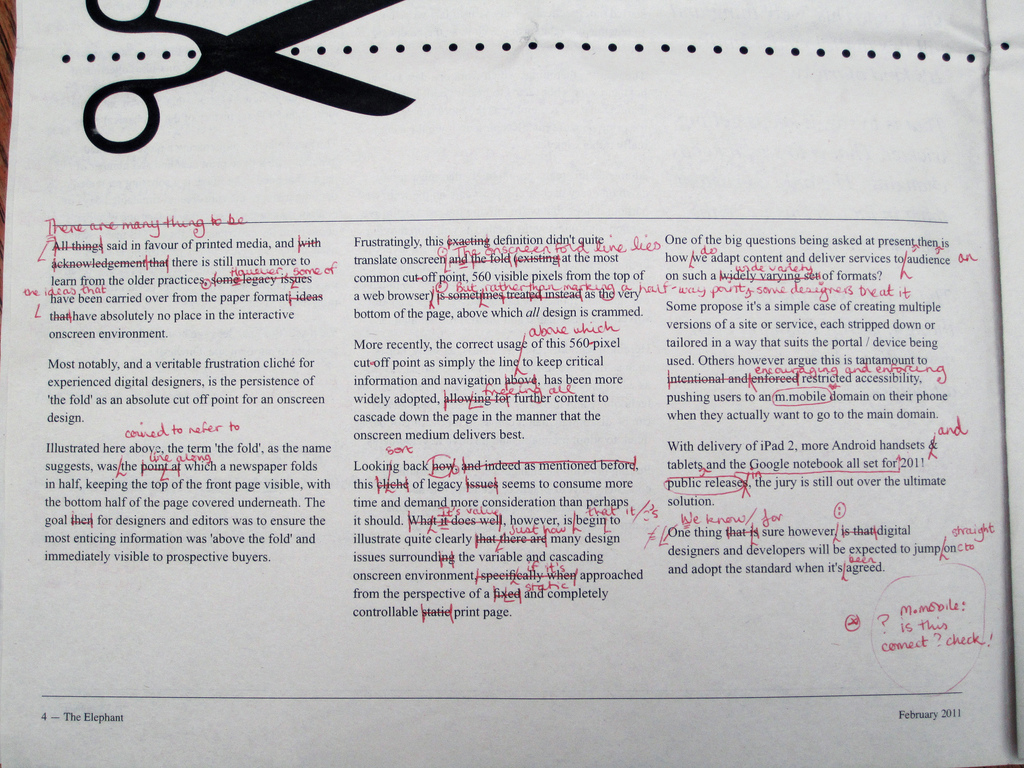 There are many thing to be
All things said in favour of printed media, and with
acknowledgement that there is still much more to
However, some of
learn from the older practices, some legacy issues
the ideas that
have been carried over from the paper format, ideas
that have absolutely no place in the interactive
onscreen environment.
Most notably, and a veritable frustration cliché for
experienced digital designers, is the persistence of
'the fold' as an absolute cut off point for an onscreen
design.
coined to refer to
Illustrated here above, the term 'the fold', as the name
line along
suggests, was the point at which a newspaper folds
in half, keeping the top of the front page visible, with
the bottom half of the page covered underneath. The
goal then for designers and editors was to ensure the
most enticing information was 'above the fold' and
immediately visible to prospective buyers.
Frustratingly, this exacting definition didn't quite
The onscreen fold line lies
translate onscreen and the fold (existing at the most
common cut-off point, 560 visible pixels from the top of
But, rather than marking a half-way point, some designers treat it
a web browser) is sometimes treated instead as the very
bottom of the page, above which all design is crammed.
above which
More recently, the correct usage of this 560-pixel
cut-off point as simply the line to keep critical
information and navigation above, has been more
making all
widely adopted, allowing for further content to
cascade down the page in the manner that the
onscreen medium delivers best.
sort
Looking back now, and indeed as mentioned before,
this cliché of legacy issues seems to consume more
time and demand more consideration than perhaps
It's value that it /?s
it should. What it does well, however, is begin to
just how
illustrate quite clearly that there are many design
issues surrounding the variable and cascading
if it's
onscreen environment, specifically when approached
static
from the perspective of a fixed and completely
controllable static print page.
One of the big questions being asked at present then is
do an
how we adapt content and deliver services to audience
wide variety
on such a widely varying set of formats?
Some propose it's a simple case of creating multiple
versions of a site or service, each stripped down or
tailored in a way that suits the portal / device being
used. Others however argue this is tantamount to
encouraging and enforcing
intentional and enforced restricted accessibility,
pushing users to an m.mobile domain on their phone
when they actually want to go to the main domain.
and
With delivery of iPad 2, more Android handsets &
tablets and the Google notebook all set for 2011
public release, the jury is still out over the ultimate
solution.
We know / for
One thing that is sure however, is that digital
straight
designers and developers will be expected to jump on to
been
and adopt the standard when it's agreed.
? m.mobile:
is this
correct? check!
4 — The Elephant
February 2011